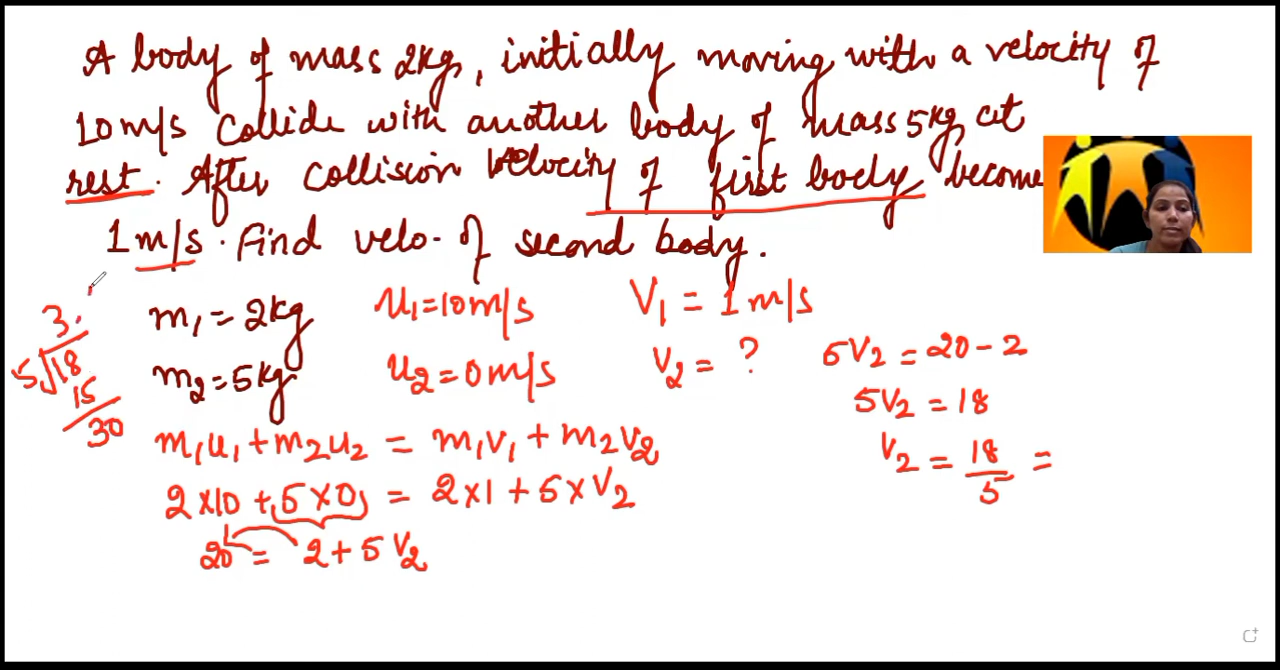 A body of mass 2kg, initially moving with a velocity of
10m/s collide with another body of mass 5kg at
rest. After collision velocity of first body become
1m/s. Find velo. of second body.
m₁ = 2kg u₁=10m/s V₁ = 1m/s
m₂=5kg u₂=0m/s V₂ = ?
m₁u₁+m₂u₂ = m₁v₁ + m₂v₂
2×10 + 5×0 = 2×1 + 5×V₂
20 = 2+5V₂
5V₂ = 20-2
5V₂ = 18
V₂ = 18/5 =
3.
5√18
15
30